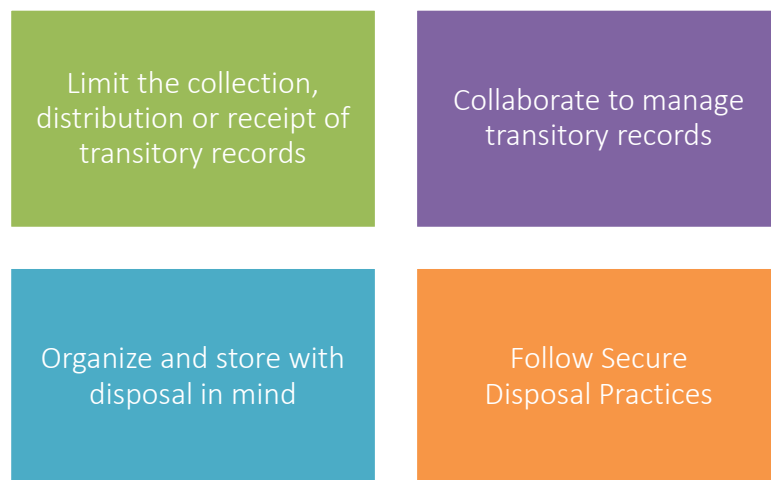 Limit the collection,
distribution or receipt of
transitory records
Collaborate to manage
transitory records
Organize and store with
disposal in mind
Follow Secure
Disposal Practices